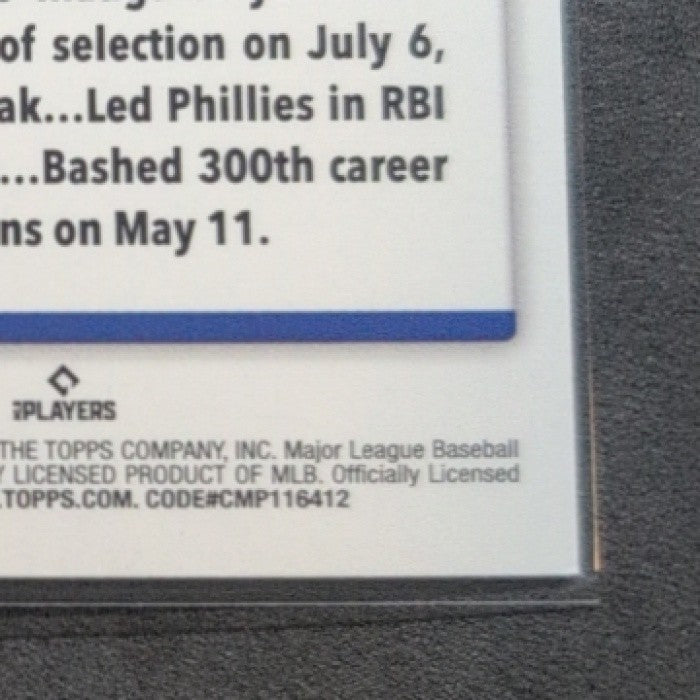 of selection on July 6,
ak...Led Phillies in RBI
...Bashed 300th career
ns on May 11.
PLAYERS
THE TOPPS COMPANY, INC. Major League Baseball
Y LICENSED PRODUCT OF MLB. Officially Licensed
.TOPPS.COM. CODE#CMP116412